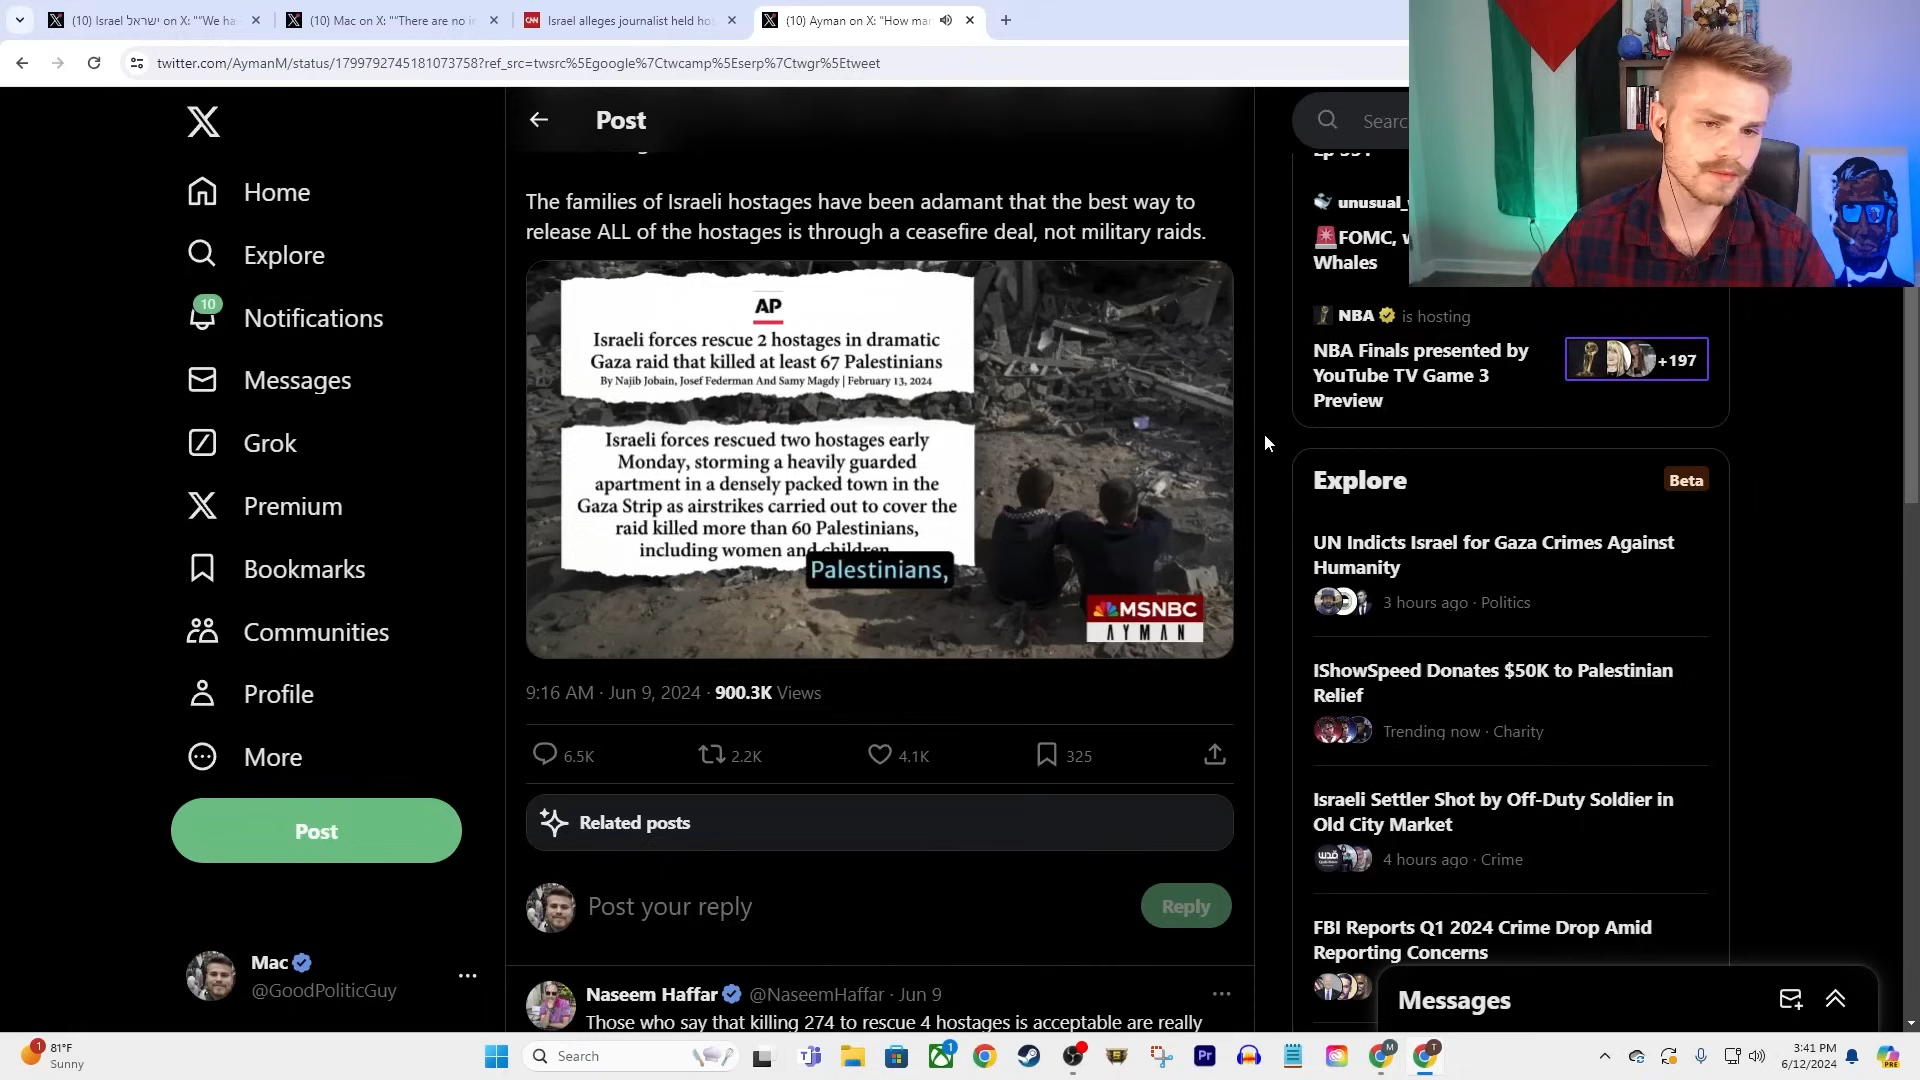 (10) Israel ישראל on X: "“We ha
(10) Mac on X: "“There are no in
CNN Israel alleges journalist held ho
(10) Ayman on X: "How mar
twitter.com/AymanM/status/1799792745181073758?ref_src=twsrc%5Egoogle%7Ctwcamp%5Eserp%7Ctwgr%5Etweet
Home
Explore
10
Notifications
Messages
Grok
Premium
Bookmarks
Communities
Profile
More
Post
Mac
@GoodPoliticGuy
Post
The families of Israeli hostages have been adamant that the best way to
release ALL of the hostages is through a ceasefire deal, not military raids.
AP
Israeli forces rescue 2 hostages in dramatic
Gaza raid that killed at least 67 Palestinians
By Najib Jobain, Josef Federman And Samy Magdy | February 13, 2024
Israeli forces rescued two hostages early
Monday, storming a heavily guarded
apartment in a densely packed town in the
Gaza Strip as airstrikes carried out to cover the
raid killed more than 60 Palestinians,
including women and children.
Palestinians,
MSNBC
AYMAN
9:16 AM · Jun 9, 2024 · 900.3K Views
6.5K 2.2K 4.1K 325
Related posts
Post your reply
Reply
Naseem Haffar @NaseemHaffar · Jun 9
Those who say that killing 274 to rescue 4 hostages is acceptable are really
Searc
unusual_
FOMC, w
Whales
NBA is hosting
NBA Finals presented by
YouTube TV Game 3
Preview
+197
Explore
Beta
UN Indicts Israel for Gaza Crimes Against
Humanity
3 hours ago · Politics
IShowSpeed Donates $50K to Palestinian
Relief
Trending now · Charity
Israeli Settler Shot by Off-Duty Soldier in
Old City Market
4 hours ago · Crime
FBI Reports Q1 2024 Crime Drop Amid
Reporting Concerns
Messages
1
81°F
Sunny
Search
1
Pr
M
T
3:41 PM
6/12/2024
PRE